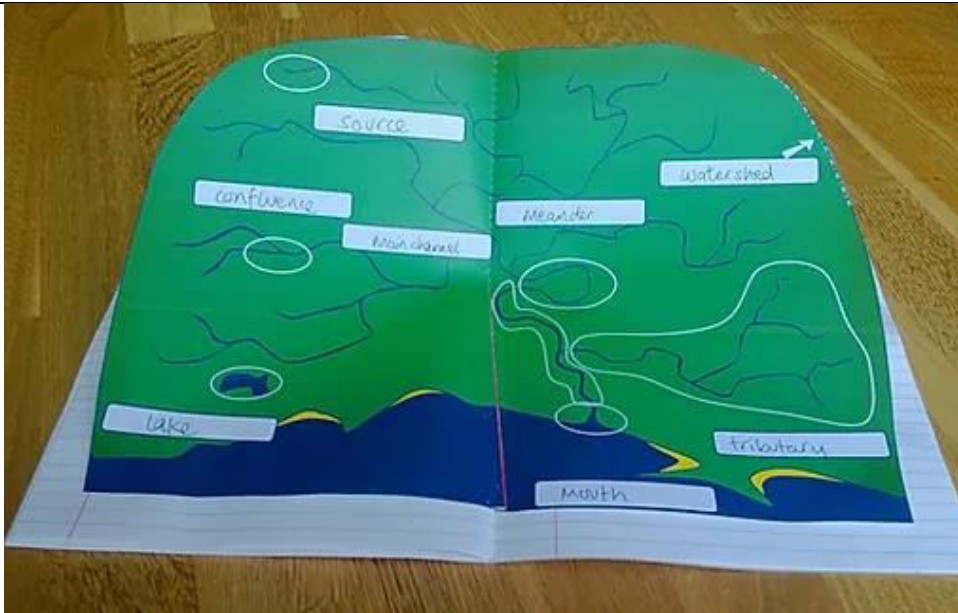 source
watershed
confluence
Meander
Main channel
Lake
tributary
Mouth